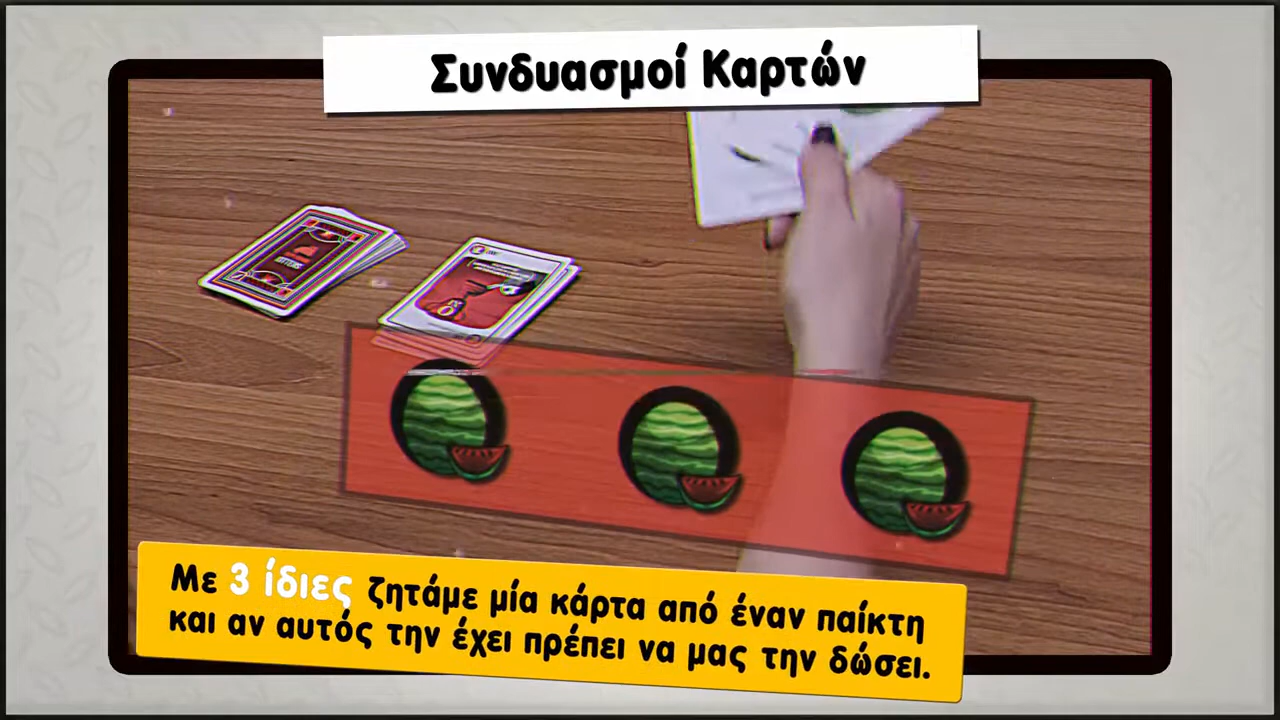 Συνδυασμοί Καρτών
Με 3 ίδιες ζητάμε μία κάρτα από έναν παίκτη
και αν αυτός την έχει πρέπει να μας την δώσει.